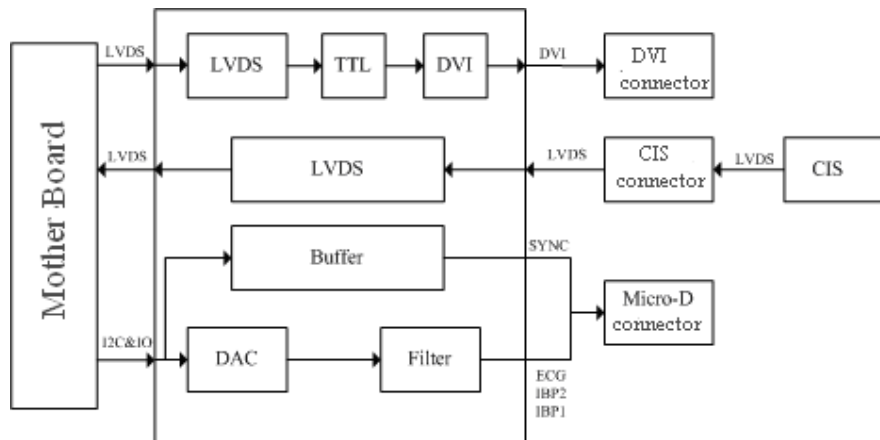 LVDS
LVDS
TTL
DVI
DVI
DVI
connector
Mother Board
LVDS
LVDS
LVDS
CIS
connector
LVDS
CIS
Buffer
SYNC
Micro-D
connector
I2C&IO
DAC
Filter
ECG
IBP2
IBP1